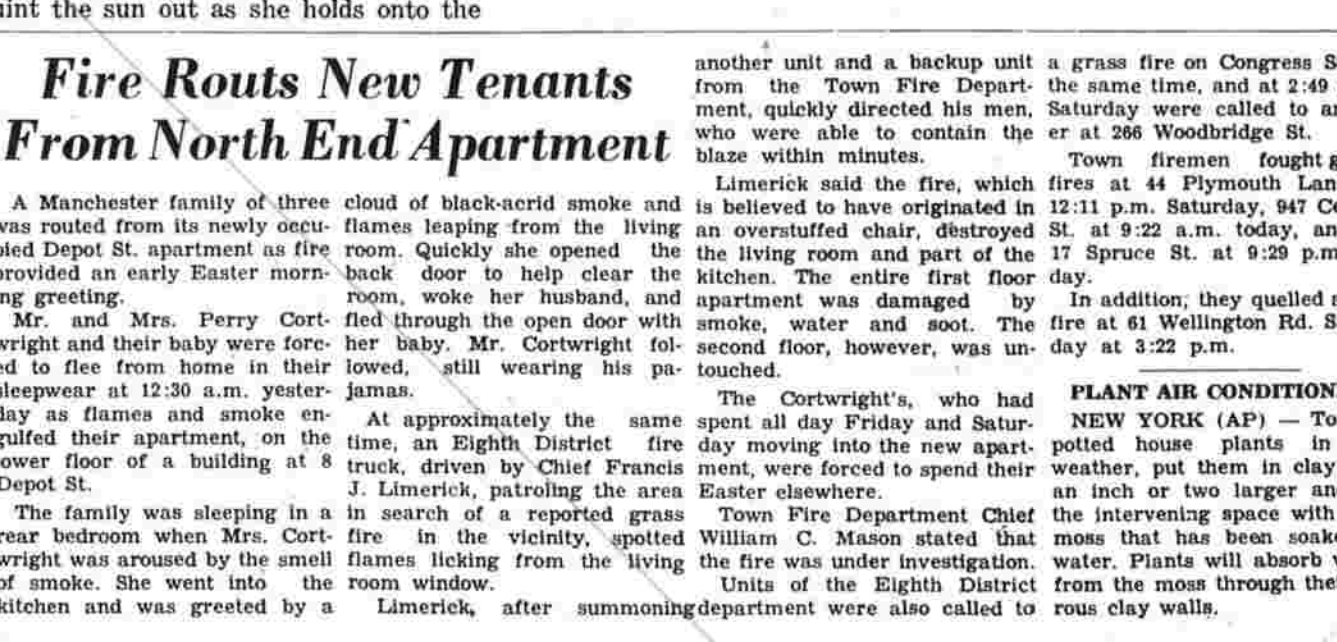 int the sun out as she holds onto the
Fire Routs New Tenants
From North End Apartment
A Manchester family of three
was routed from its newly occu-
pied Depot St. apartment as fire
provided an early Easter morn-
ng greeting.
Mr. and Mrs. Perry Cort-
wright and their baby were forc-
ed to flee from home in their
sleepwear at 12:30 a.m. yester-
day as flames and smoke en-
gulfed their apartment, on the
lower floor of a building at 8
Depot St.
The family was sleeping in a
rear bedroom when Mrs. Cort-
wright was aroused by the smell
of smoke. She went into the
kitchen and was greeted by a
cloud of black-acrid smoke and
flames leaping from the living
room. Quickly she opened the
back door to help clear the
room, woke her husband, and
fled through the open door with
her baby. Mr. Cortwright fol-
lowed, still wearing his pa-
jamas.
At approximately the same
time, an Eighth District fire
truck, driven by Chief Francis
J. Limerick, patroling the area
in search of a reported grass
fire in the vicinity, spotted
flames licking from the living
room window.
Limerick, after summoning
another unit and a backup unit
from the Town Fire Depart-
ment, quickly directed his men,
who were able to contain the
blaze within minutes.
Limerick said the fire, which
is believed to have originated in
an overstuffed chair, destroyed
the living room and part of the
kitchen. The entire first floor
apartment was damaged by
smoke, water and soot. The
second floor, however, was un-
touched.
The Cortwright's, who had
spent all day Friday and Satur-
day moving into the new apart-
ment, were forced to spend their
Easter elsewhere.
Town Fire Department Chief
William C. Mason stated that
the fire was under investigation.
Units of the Eighth District
department were also called to
a grass fire on Congress S
the same time, and at 2:49
Saturday were called to an
er at 266 Woodbridge St.
Town firemen fought g
fires at 44 Plymouth Lan
12:11 p.m. Saturday, 947 Ce
St. at 9:22 a.m. today, an
17 Spruce St. at 9:29 p.m
day.
In addition, they quelled
fire at 61 Wellington Rd. S
day at 3:22 p.m.
PLANT AIR CONDITION
NEW YORK (AP) — To
potted house plants in
weather, put them in clay
an inch or two larger an
the intervening space with
moss that has been soake
water. Plants will absorb
from the moss through the
rous clay walls.